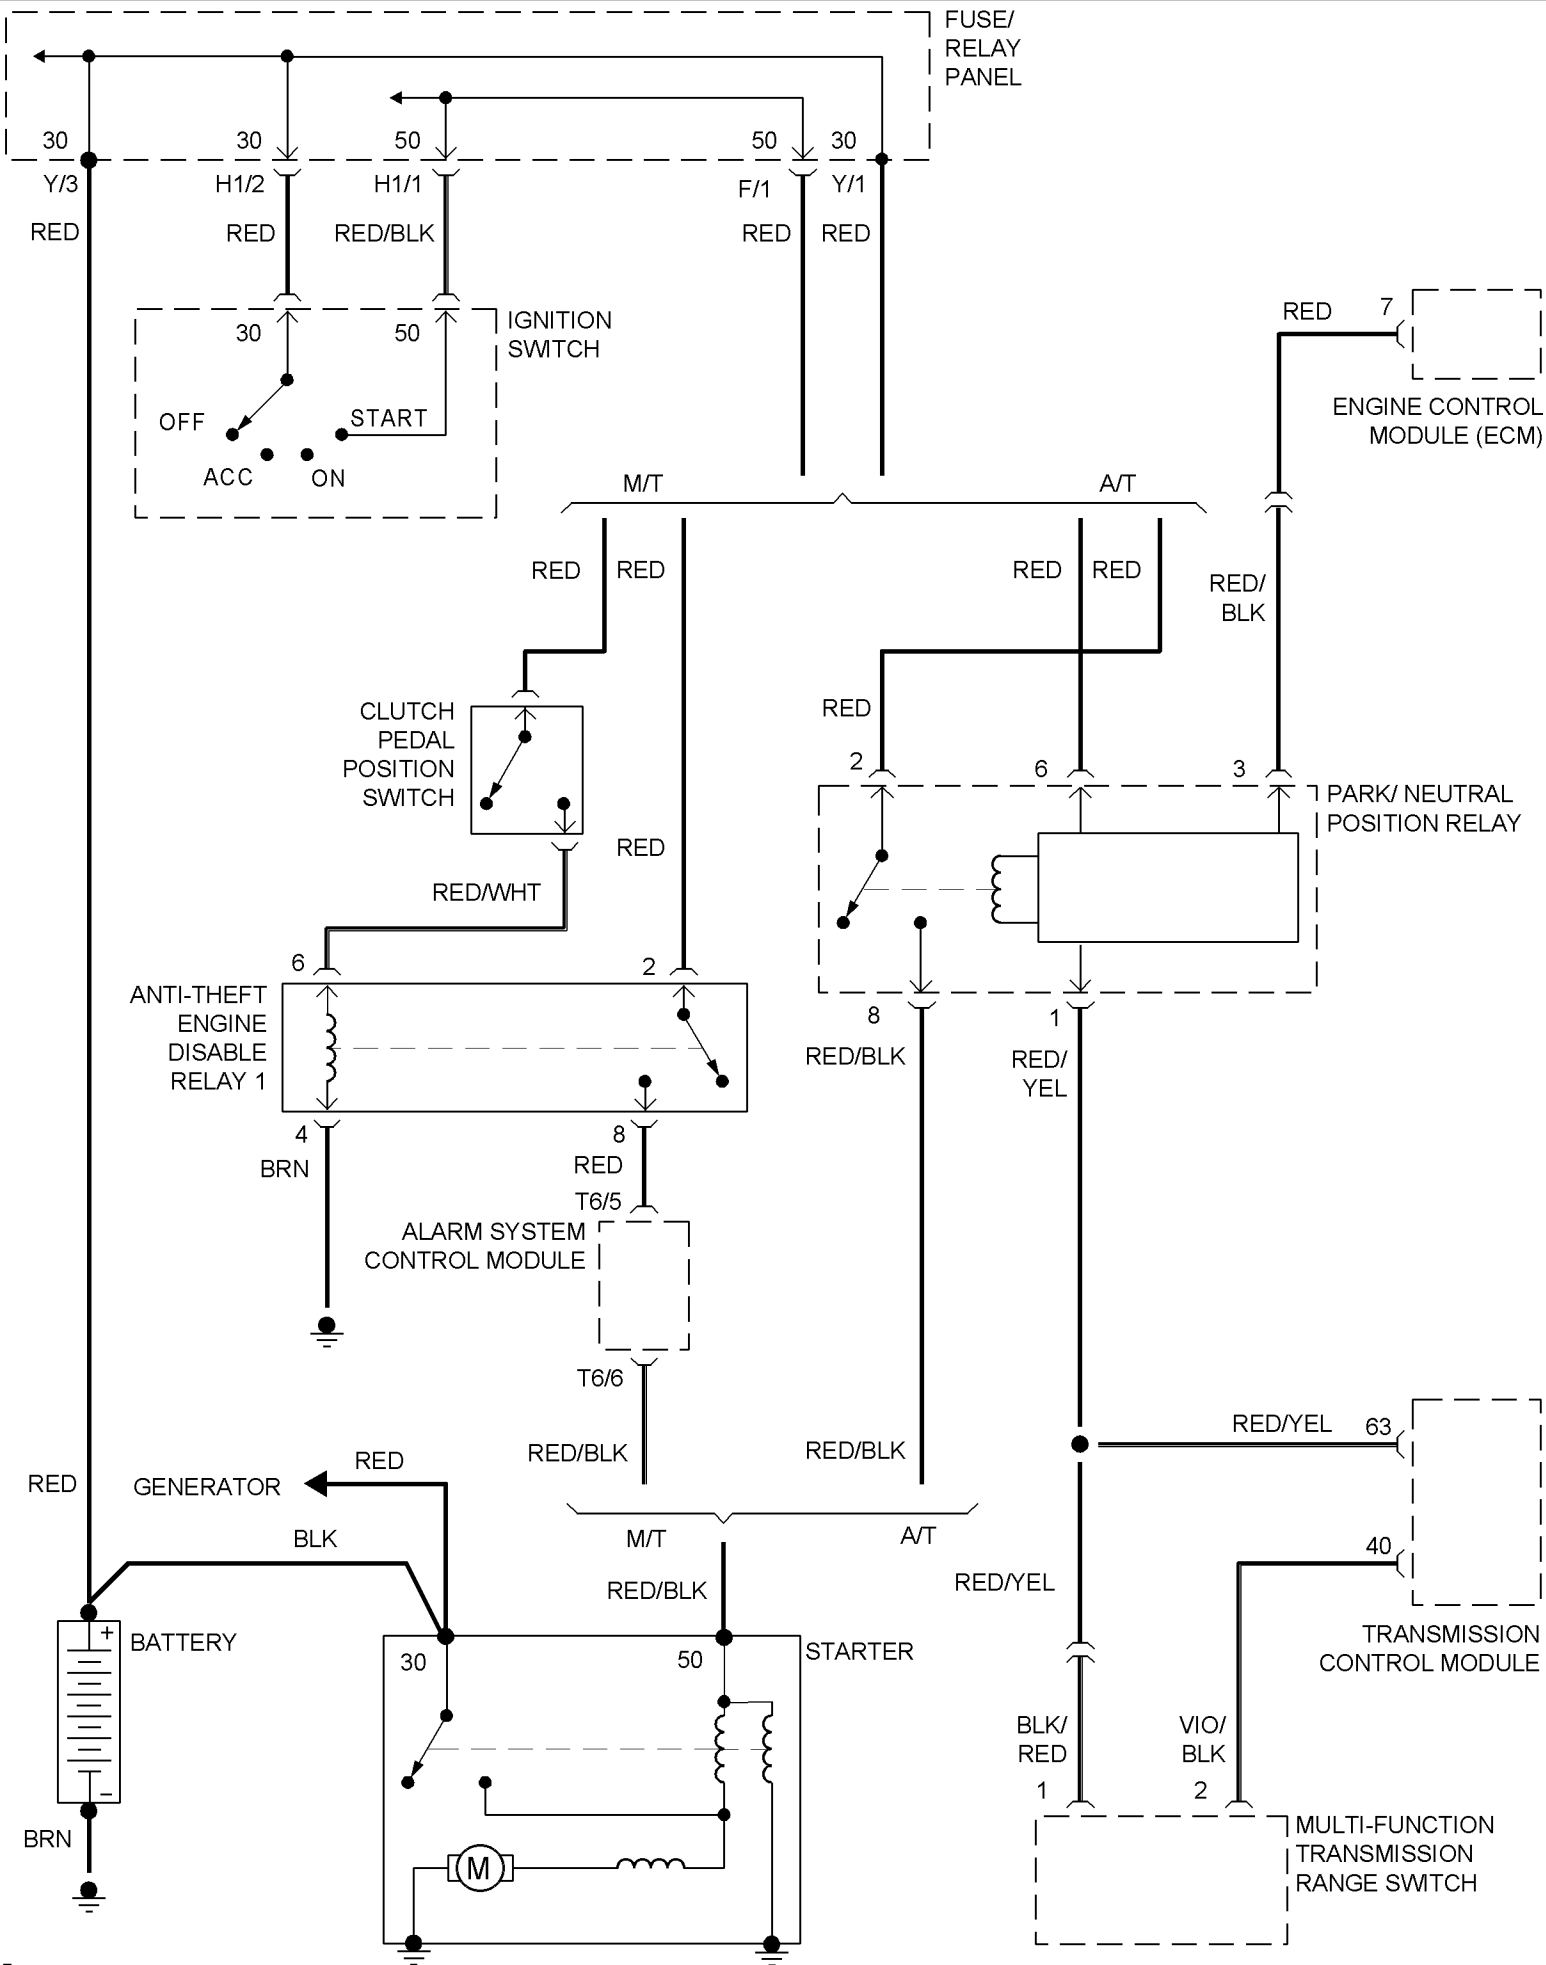 FUSE/
RELAY
PANEL
30
30
50
50
30
Y/3
H1/2
H1/1
F/1
Y/1
RED
RED
RED/BLK
RED
RED
30
50
IGNITION
SWITCH
OFF
START
ACC
ON
RED
7
ENGINE CONTROL
MODULE (ECM)
M/T
A/T
RED
RED
RED
RED
RED/
BLK
CLUTCH
PEDAL
POSITION
SWITCH
RED
RED
2
6
3
PARK/ NEUTRAL
POSITION RELAY
RED/WHT
6
2
ANTI-THEFT
ENGINE
DISABLE
RELAY 1
8
1
RED/BLK
RED/
YEL
4
8
BRN
RED
T6/5
ALARM SYSTEM
CONTROL MODULE
T6/6
RED/BLK
RED/BLK
RED/YEL
63
RED
GENERATOR
RED
BLK
M/T
A/T
40
RED/BLK
RED/YEL
BATTERY
+
–
30
50
STARTER
TRANSMISSION
CONTROL MODULE
BLK/
RED
VIO/
BLK
1
2
BRN
M
MULTI-FUNCTION
TRANSMISSION
RANGE SWITCH